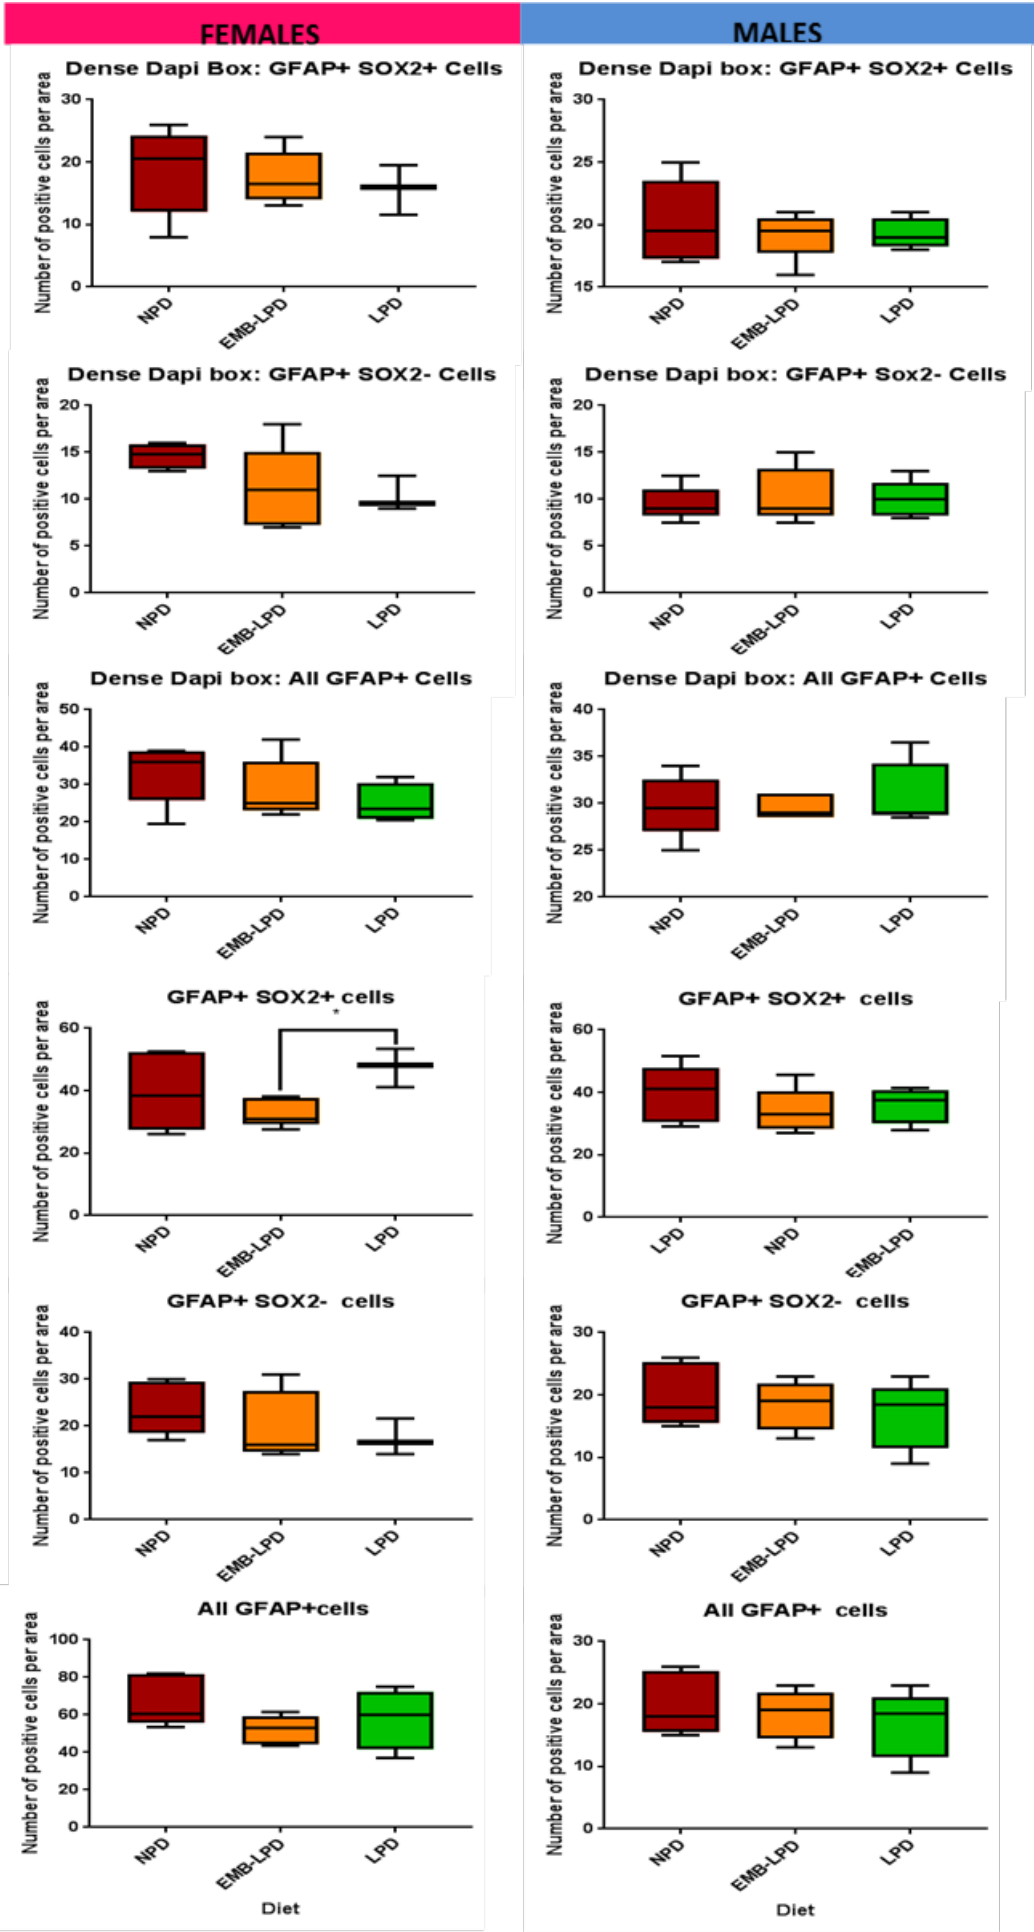 FEMALES
MALES
Dense Dapi Box: GFAP+ SOX2+ Cells
Number of positive cells per area
30
20
10
0
NPD
EMB-LPD
LPD
Dense Dapi box: GFAP+ SOX2+ Cells
Number of positive cells per area
30
25
20
15
NPD
EMB-LPD
LPD
Dense Dapi box: GFAP+ SOX2- Cells
Number of positive cells per area
20
15
10
5
0
NPD
EMB-LPD
LPD
Dense Dapi box: GFAP+ Sox2- Cells
Number of positive cells per area
20
15
10
5
0
NPD
EMB-LPD
LPD
Dense Dapi box: All GFAP+ Cells
Number of positive cells per area
50
40
30
20
10
0
NPD
EMB-LPD
LPD
Dense Dapi box: All GFAP+ Cells
Number of positive cells per area
40
35
30
25
20
NPD
EMB-LPD
LPD
GFAP+ SOX2+ cells
Number of positive cells per area
60
40
20
0
*
NPD
EMB-LPD
LPD
GFAP+ SOX2+ cells
Number of positive cells per area
60
40
20
0
LPD
NPD
EMB-LPD
GFAP+ SOX2- cells
Number of positive cells per area
40
30
20
10
0
NPD
EMB-LPD
LPD
GFAP+ SOX2- cells
Number of positive cells per area
30
20
10
0
NPD
EMB-LPD
LPD
All GFAP+cells
Number of positive cells per area
100
80
60
40
20
0
NPD
EMB-LPD
LPD
Diet
All GFAP+ cells
Number of positive cells per area
30
20
10
0
NPD
EMB-LPD
LPD
Diet